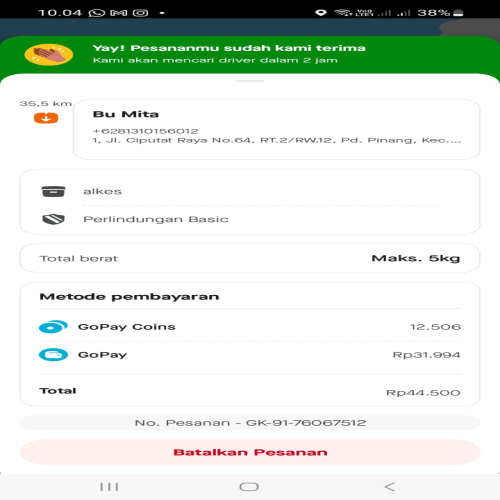 10.04
Vo))
LTE1
38%
Yay! Pesananmu sudah kami terima
Kami akan mencari driver dalam 2 jam
35,5 km
Bu Mita
+6281310156012
1, Jl. Ciputat Raya No.64, RT.2/RW.12, Pd. Pinang, Kec....
alkes
Perlindungan Basic
Total berat
Maks. 5kg
Metode pembayaran
GoPay Coins
12.506
GoPay
Rp31.994
Total
Rp44.500
No. Pesanan - GK-91-76067512
Batalkan Pesanan